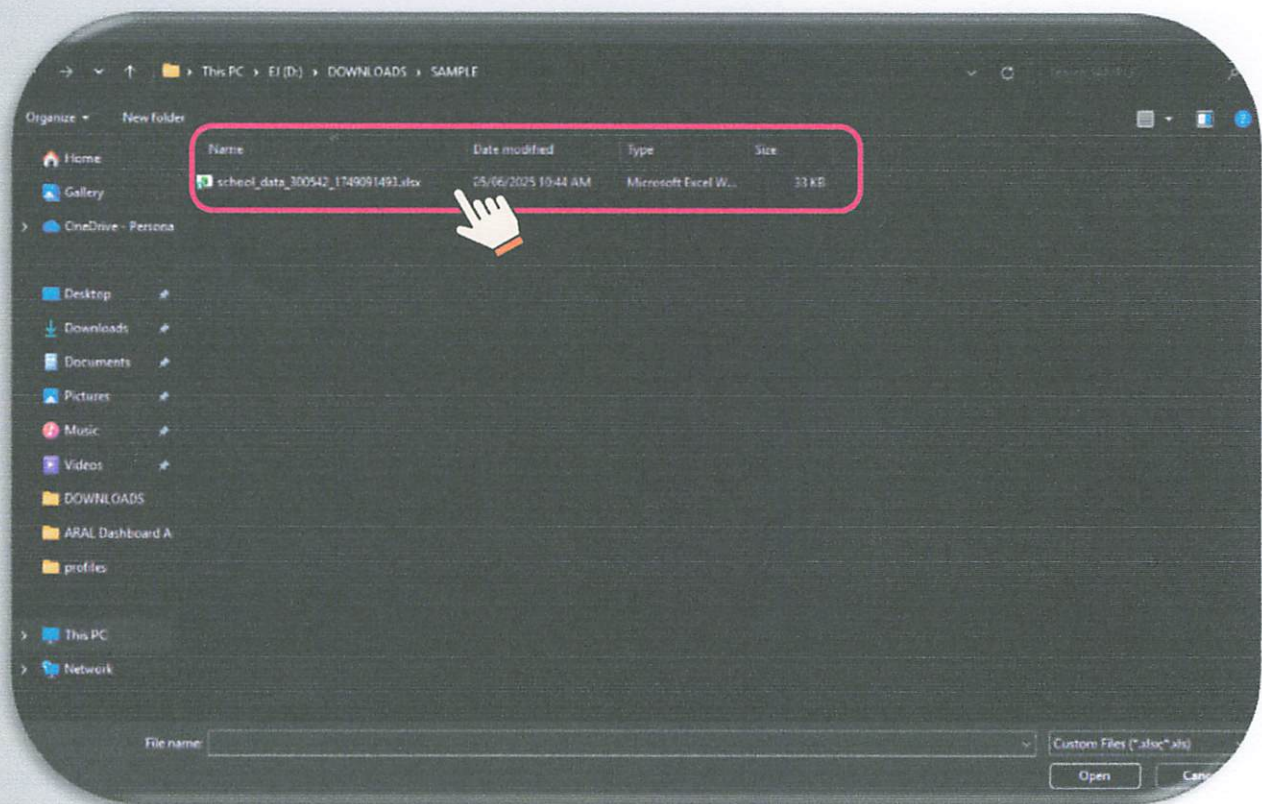 This PC > EJ (D:) > DOWNLOADS > SAMPLE
Organize
New folder
Name Date modified Type Size
school_data_300542_1749091493.xlsx 05/06/2025 10:44 AM Microsoft Excel W... 33 KB
Home
Gallery
OneDrive - Persona
Desktop
Downloads
Documents
Pictures
Music
Videos
DOWNLOADS
ARAL Dashboard A
profiles
This PC
Network
File name:
Custom Files (*.xlsx;*.xls)
Open